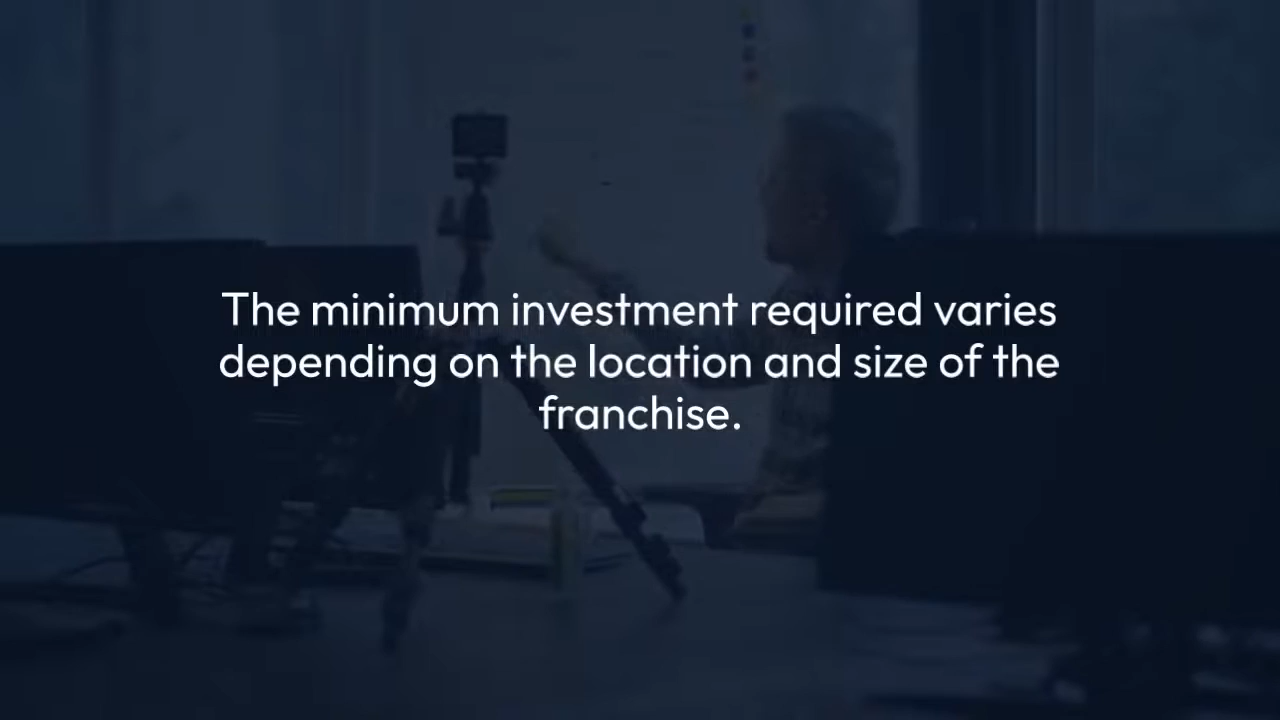 The minimum investment required varies
depending on the location and size of the
franchise.